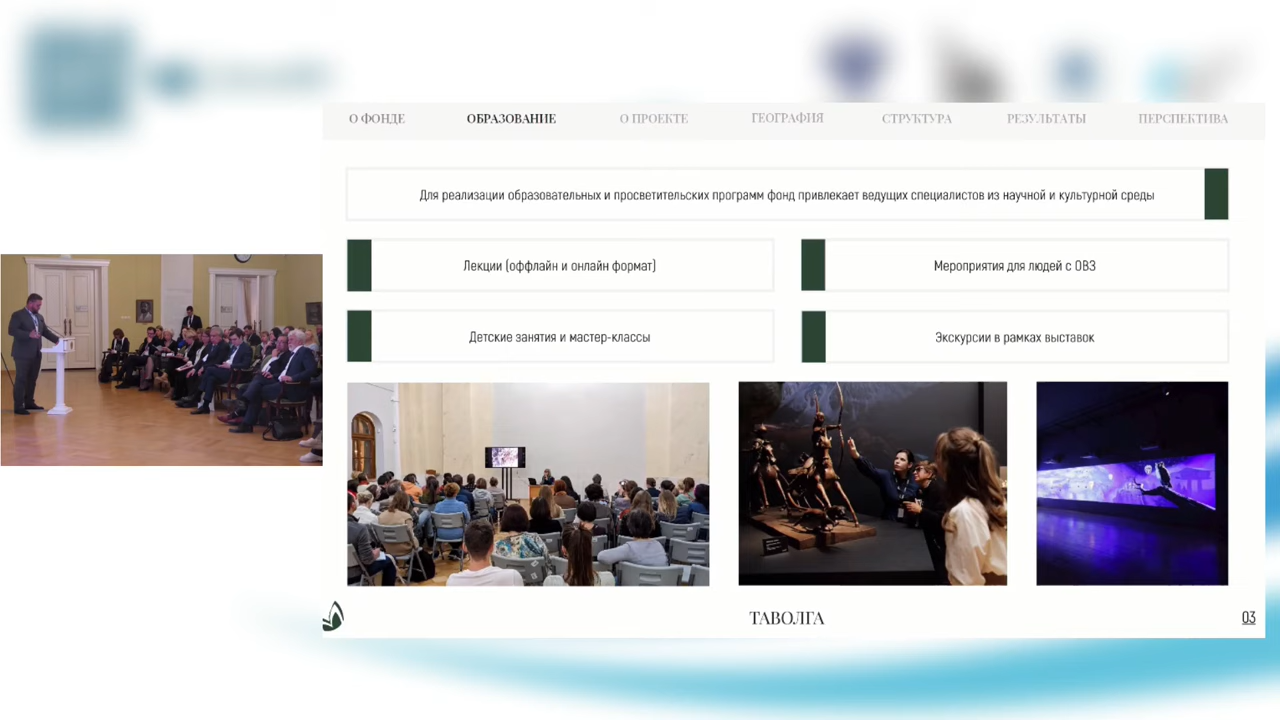 О ФОНДЕ
ОБРАЗОВАНИЕ
О ПРОЕКТЕ
ГЕОГРАФИЯ
СТРУКТУРА
РЕЗУЛЬТАТЫ
ПЕРСПЕКТИВА
Для реализации образовательных и просветительских программ фонд привлекает ведущих специалистов из научной и культурной среды
Лекции (оффлайн и онлайн формат)
Мероприятия для людей с ОВЗ
Детские занятия и мастер-классы
Экскурсии в рамках выставок
ТАВОЛГА
03